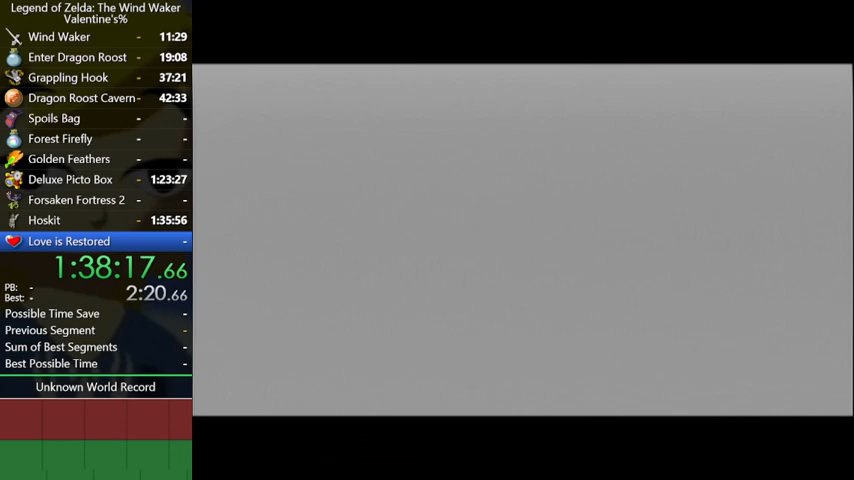 Legend of Zelda: The Wind Waker
Valentine's%
Wind Waker - 11:29
Enter Dragon Roost - 19:08
Grappling Hook - 37:21
Dragon Roost Cavern - 42:33
Spoils Bag - -
Forest Firefly - -
Golden Feathers - -
Deluxe Picto Box - 1:23:27
Forsaken Fortress 2 - -
Hoskit - 1:35:56
Love is Restored -
1:38:17.66
PB: -
Best: - 2:20.66
Possible Time Save -
Previous Segment -
Sum of Best Segments -
Best Possible Time -
Unknown World Record